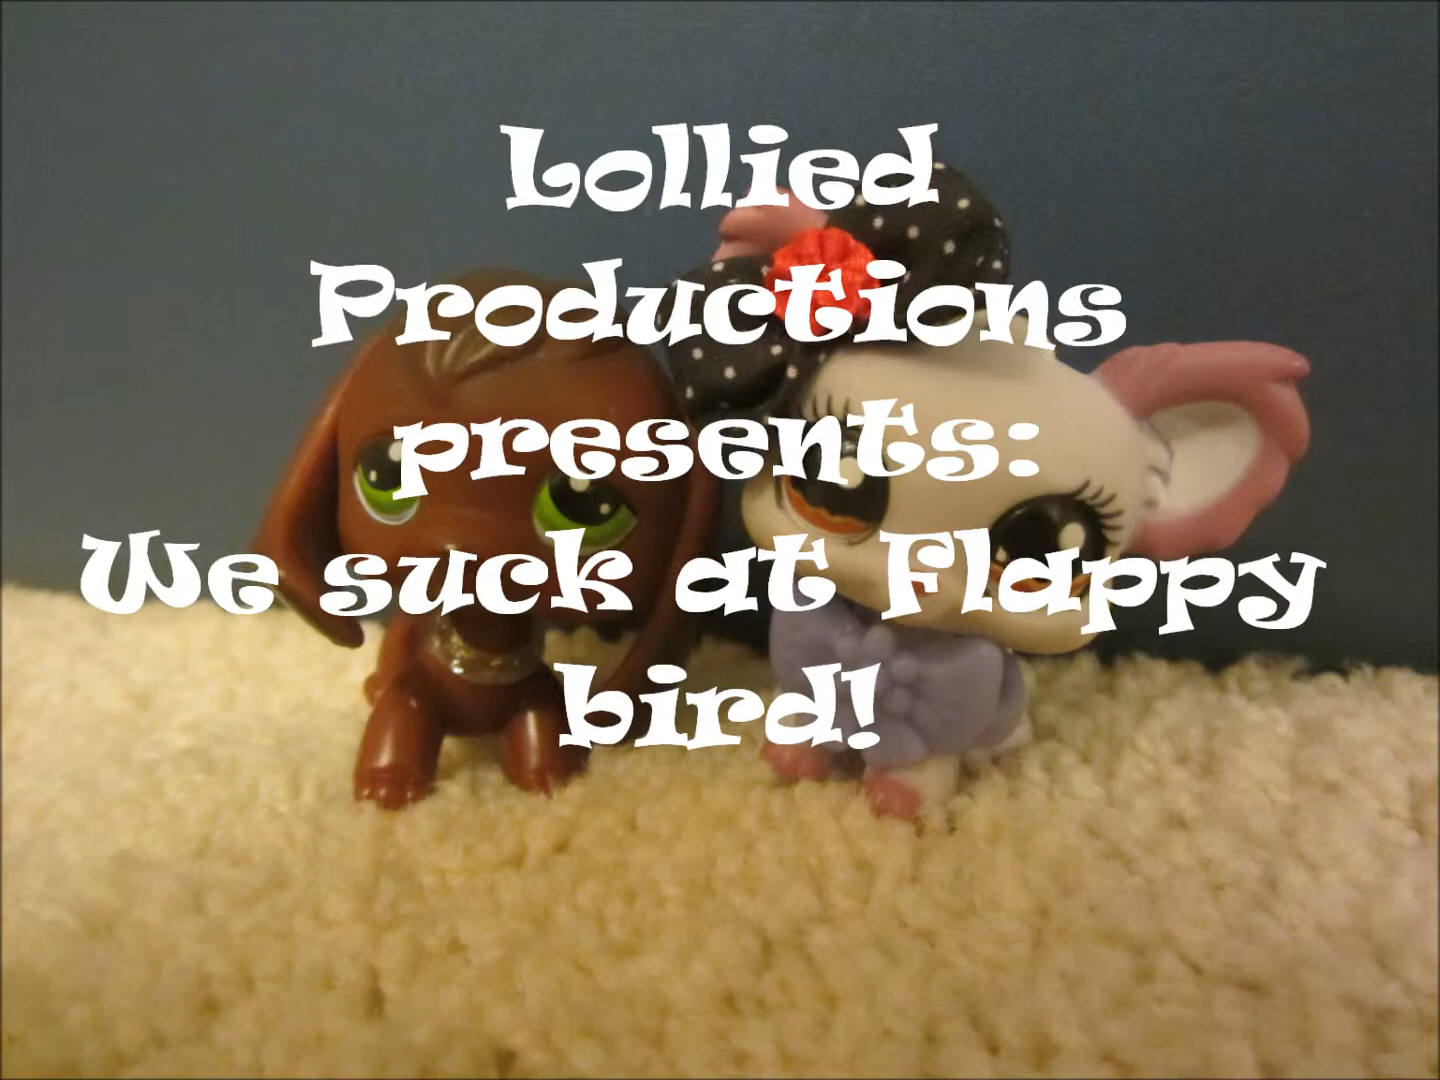 Lollied
Productions
presents:
We suck at Flappy
bird!